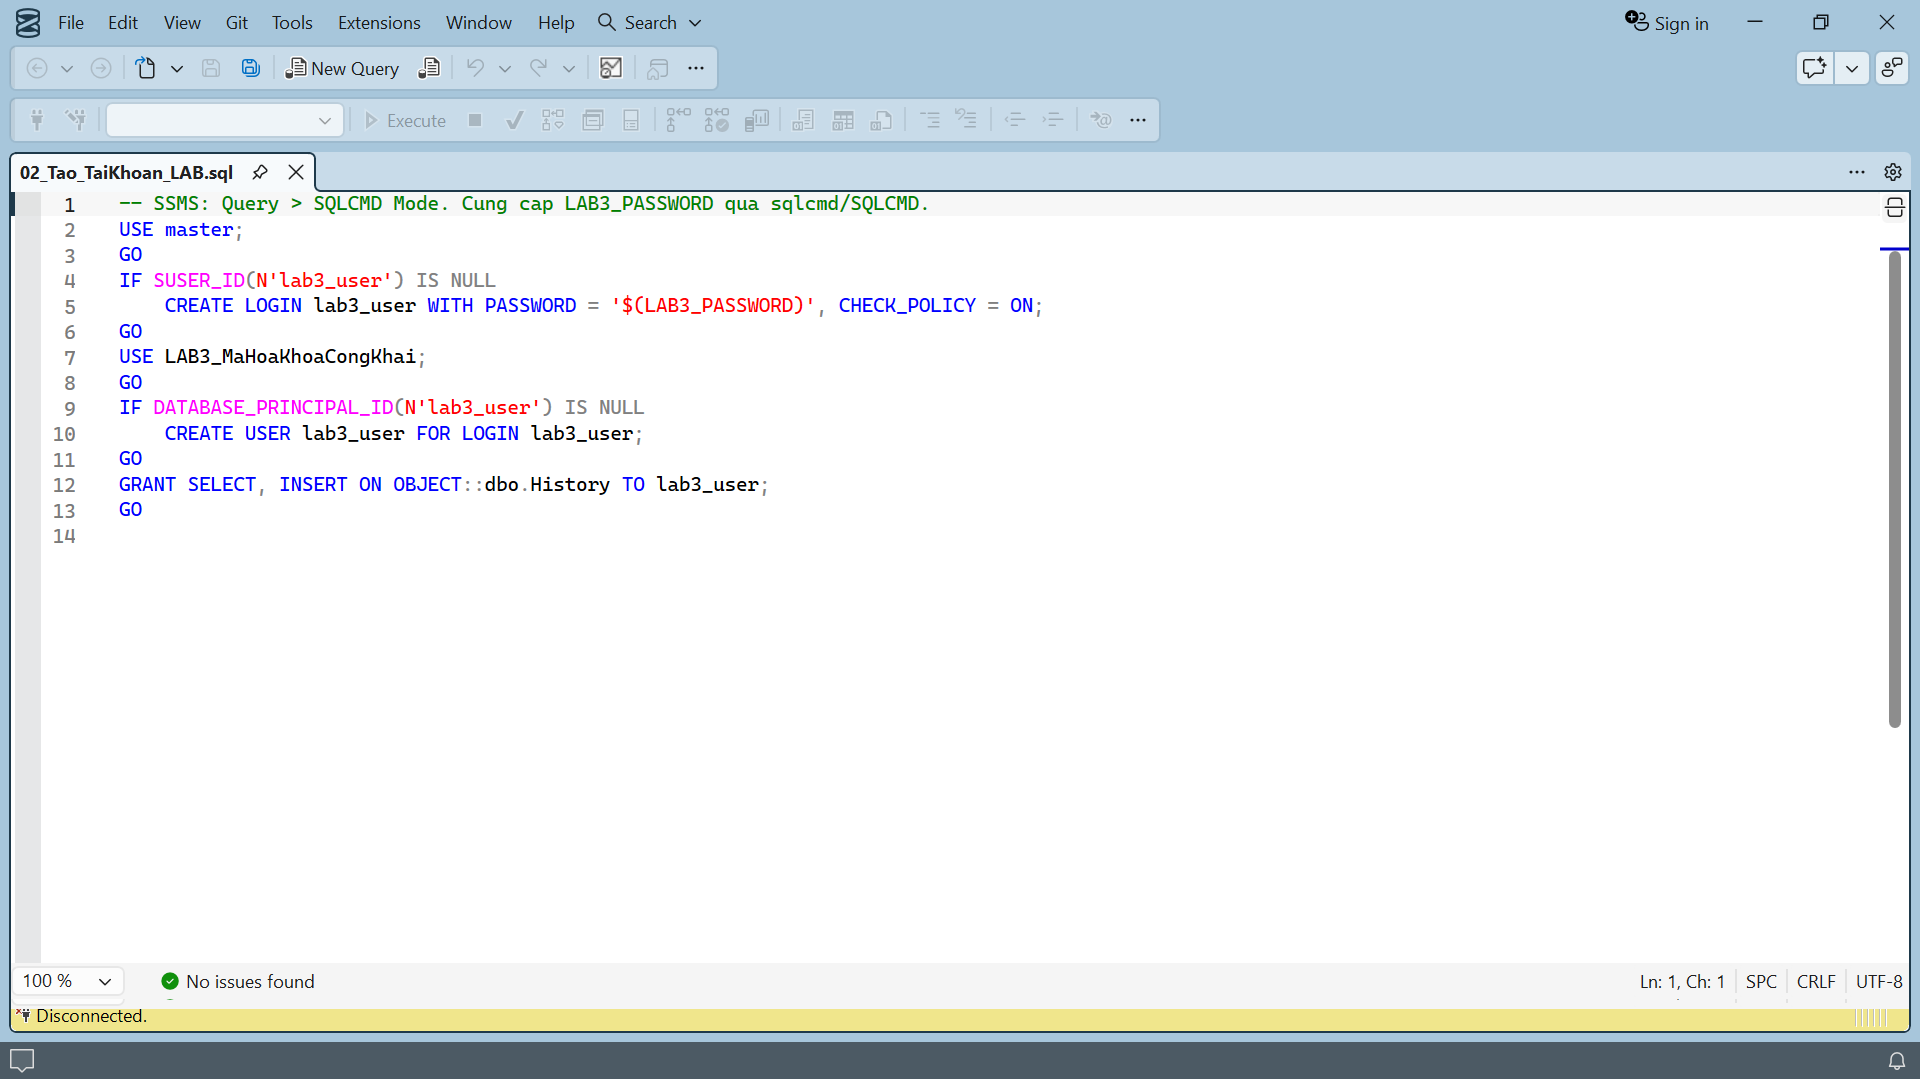 File Edit View Git Tools Extensions Window Help Search Sign in
New Query
Execute
02_Tao_TaiKhoan_LAB.sql
1 -- SSMS: Query > SQLCMD Mode. Cung cap LAB3_PASSWORD qua sqlcmd/SQLCMD.
2 USE master;
3 GO
4 IF SUSER_ID(N'lab3_user') IS NULL
5 CREATE LOGIN lab3_user WITH PASSWORD = '$(LAB3_PASSWORD)', CHECK_POLICY = ON;
6 GO
7 USE LAB3_MaHoaKhoaCongKhai;
8 GO
9 IF DATABASE_PRINCIPAL_ID(N'lab3_user') IS NULL
10 CREATE USER lab3_user FOR LOGIN lab3_user;
11 GO
12 GRANT SELECT, INSERT ON OBJECT::dbo.History TO lab3_user;
13 GO
14
100 % No issues found Ln: 1, Ch: 1 SPC CRLF UTF-8
Disconnected.